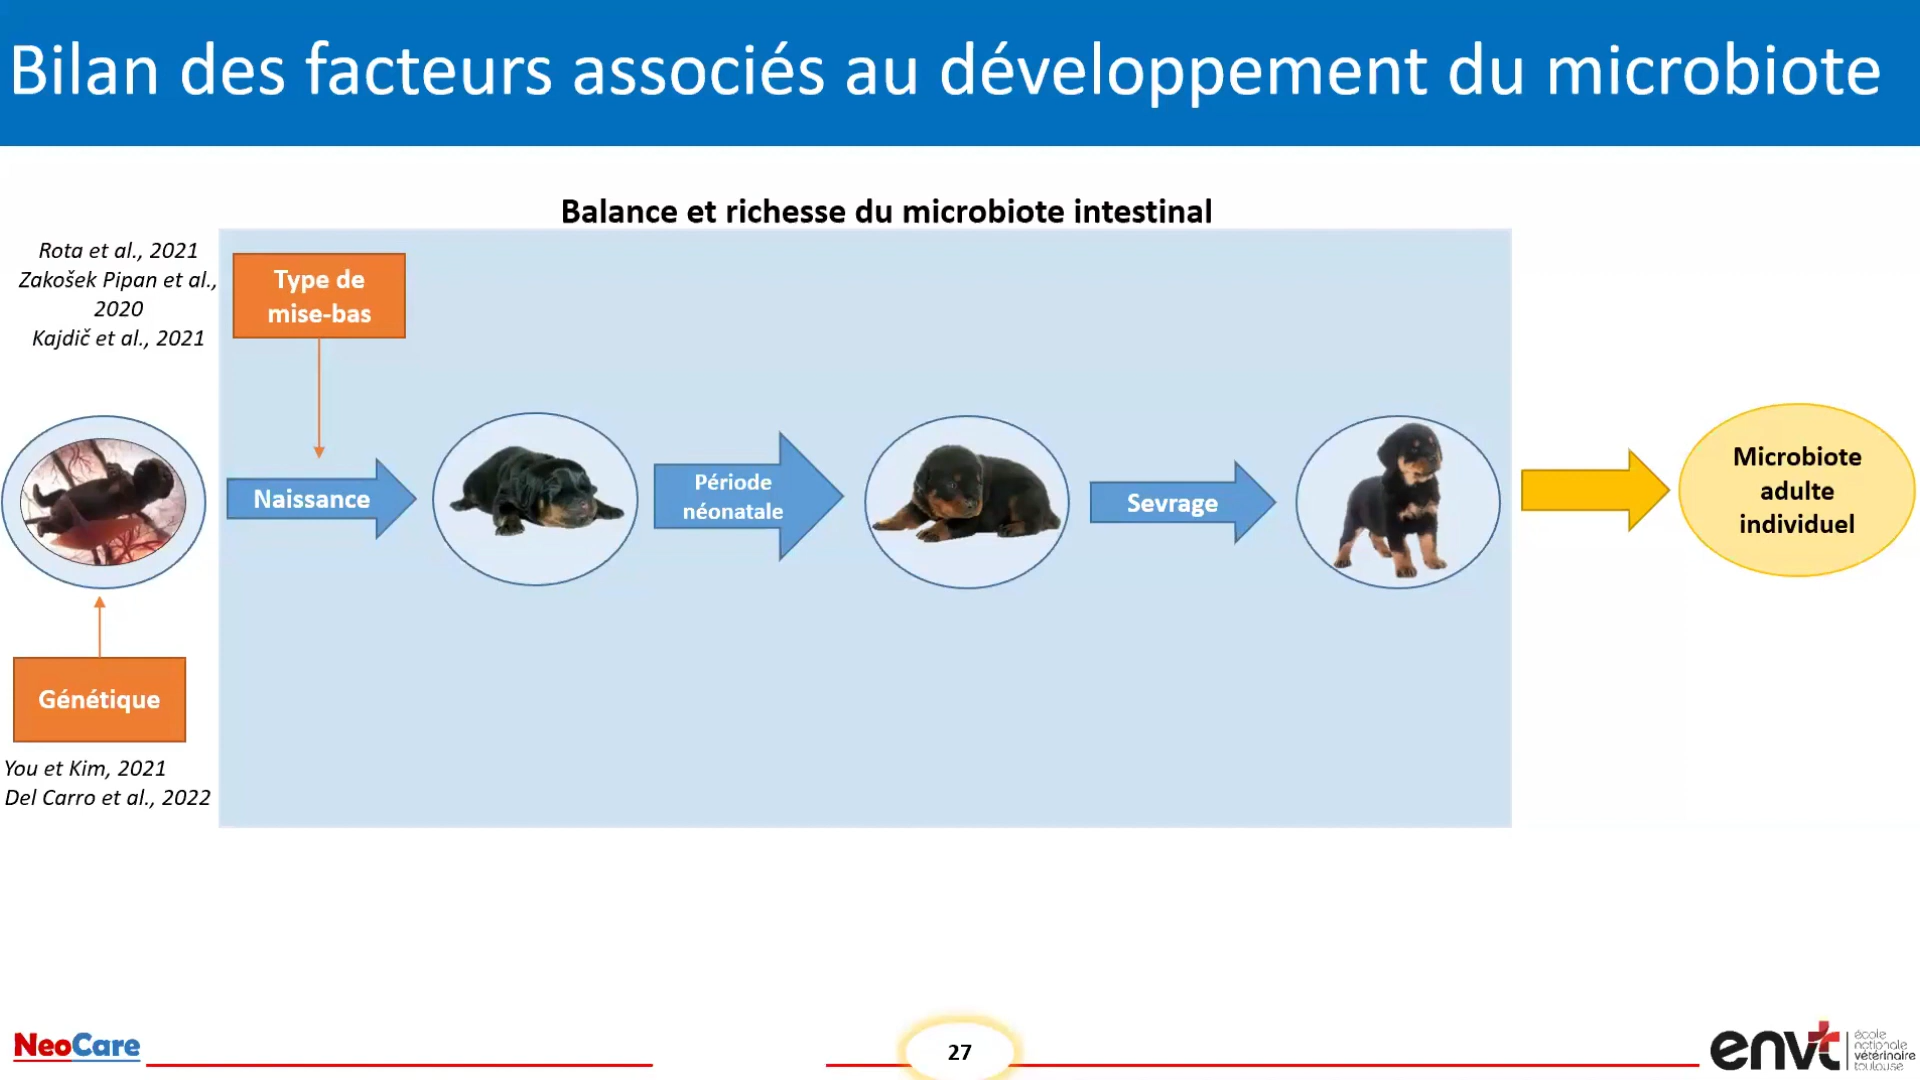 Bilan des facteurs associés au développement du microbiote
Balance et richesse du microbiote intestinal
Rota et al., 2021
Zakošek Pipan et al.,
2020
Kajdič et al., 2021
Type de
mise-bas
Naissance
Période
néonatale
Sevrage
Microbiote
adulte
individuel
Génétique
You et Kim, 2021
Del Carro et al., 2022
NeoCare
27
envt
école
nationale
vétérinaire
toulouse